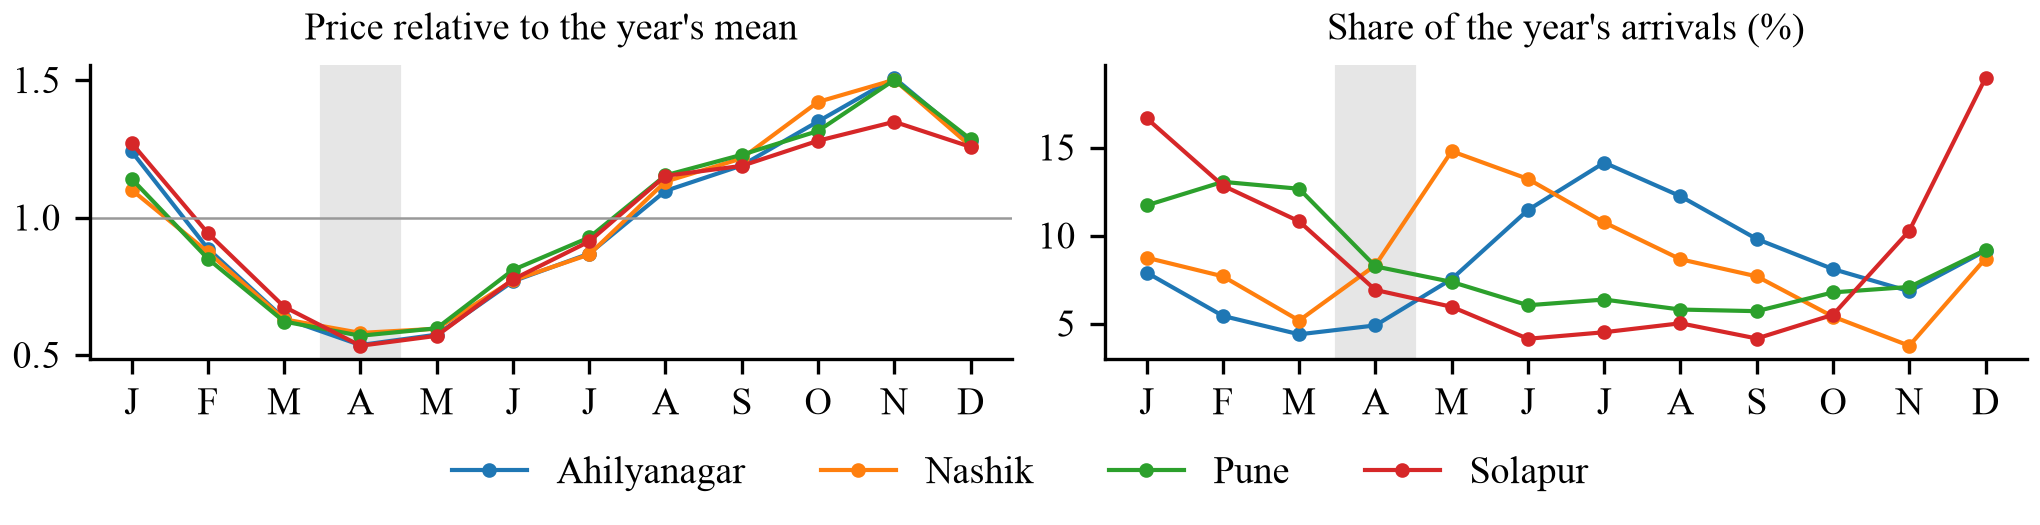 Price relative to the year's mean
1.5
1.0
0.5
J F M A M J J A S O N D
Share of the year's arrivals (%)
15
10
5
J F M A M J J A S O N D
Ahilyanagar Nashik Pune Solapur